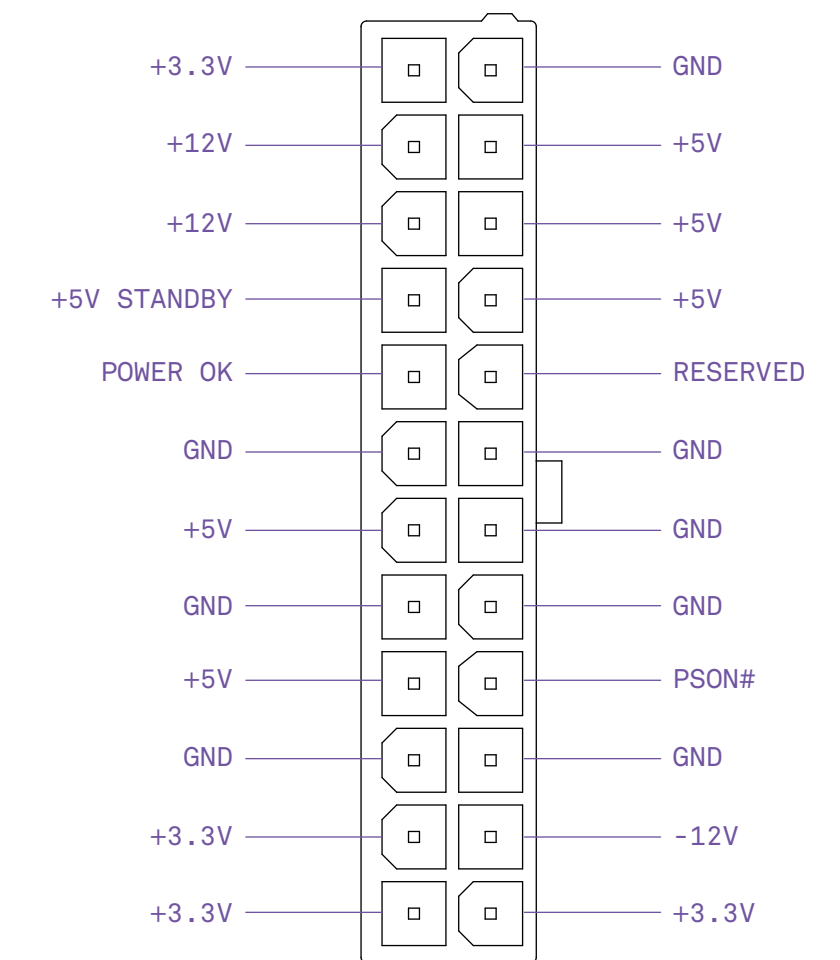 +3.3V GND
+12V +5V
+12V +5V
+5V STANDBY +5V
POWER OK RESERVED
GND GND
+5V GND
GND GND
+5V PSON#
GND GND
+3.3V -12V
+3.3V +3.3V